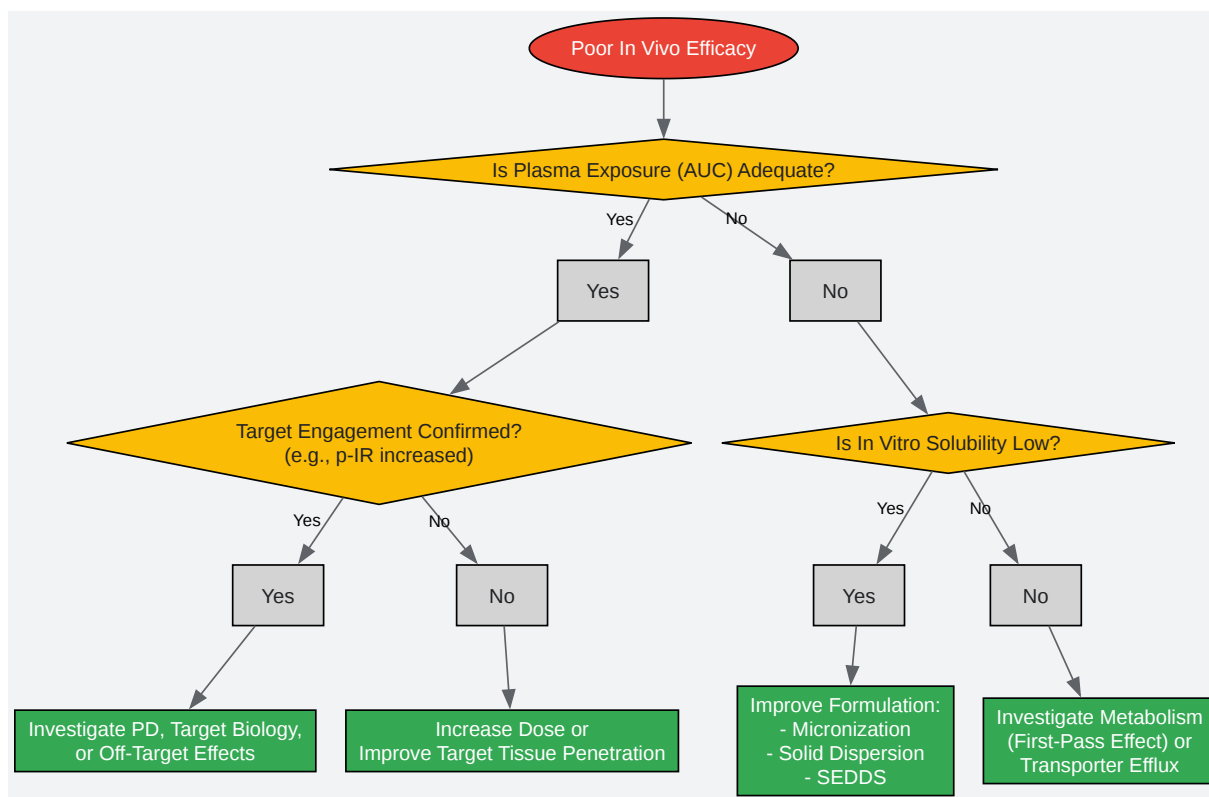 Poor In Vivo Efficacy
Is Plasma Exposure (AUC) Adequate?
Yes
No
Yes
No
Target Engagement Confirmed?
(e.g., p-IR increased)
Is In Vitro Solubility Low?
Yes
No
Yes
No
Yes
No
Yes
No
Investigate PD, Target Biology,
or Off-Target Effects
Increase Dose or
Improve Target Tissue Penetration
Improve Formulation:
- Micronization
- Solid Dispersion
- SEDDS
Investigate Metabolism
(First-Pass Effect) or
Transporter Efflux